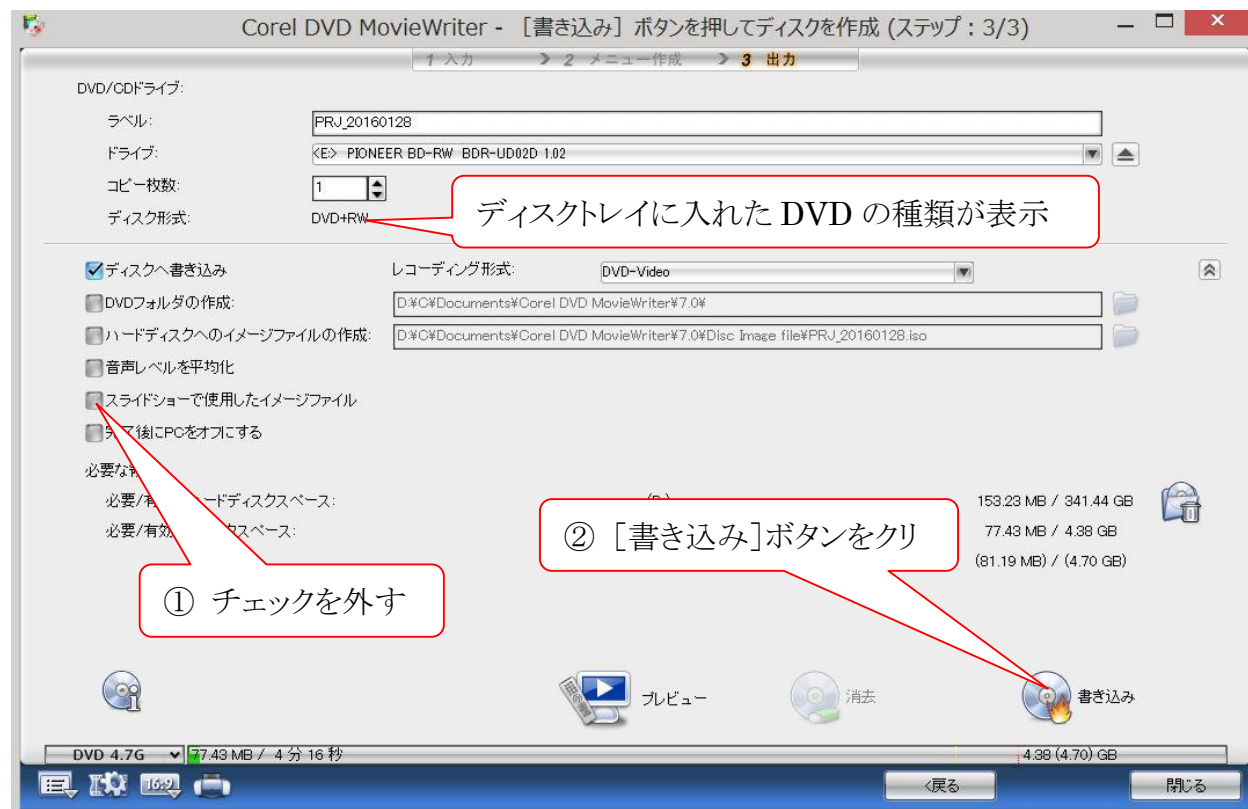 Corel DVD MovieWriter - ［書き込み］ボタンを押してディスクを作成 (ステップ : 3/3)
1 入力 > 2 メニュー作成 > 3 出力
DVD/CDドライブ:
ラベル: PRJ_20160128
ドライブ: <E> PIONEER BD-RW BDR-UD02D 1.02
コピー枚数: 1
ディスク形式: DVD+RW
ディスクトレイに入れた DVD の種類が表示
ディスクへ書き込み レコーディング形式: DVD-Video
DVDフォルダの作成: D:¥C¥Documents¥Corel DVD MovieWriter¥7.0¥
ハードディスクへのイメージファイルの作成: D:¥C¥Documents¥Corel DVD MovieWriter¥7.0¥Disc Image file¥PRJ_20160128.iso
音声レベルを平均化
スライドショーで使用したイメージファイル
後にPCをオフにする
必要な
必要/有 ードディスクスペース: 153.23 MB / 341.44 GB
必要/有効 スペース: 77.43 MB / 4.38 GB
(81.19 MB) / (4.70 GB)
① チェックを外す
② ［書き込み］ボタンをクリ
プレビュー 消去 書き込み
DVD 4.7G 77.43 MB / 4 分 16 秒 4.38 (4.70) GB
16:9 <戻る 閉じる